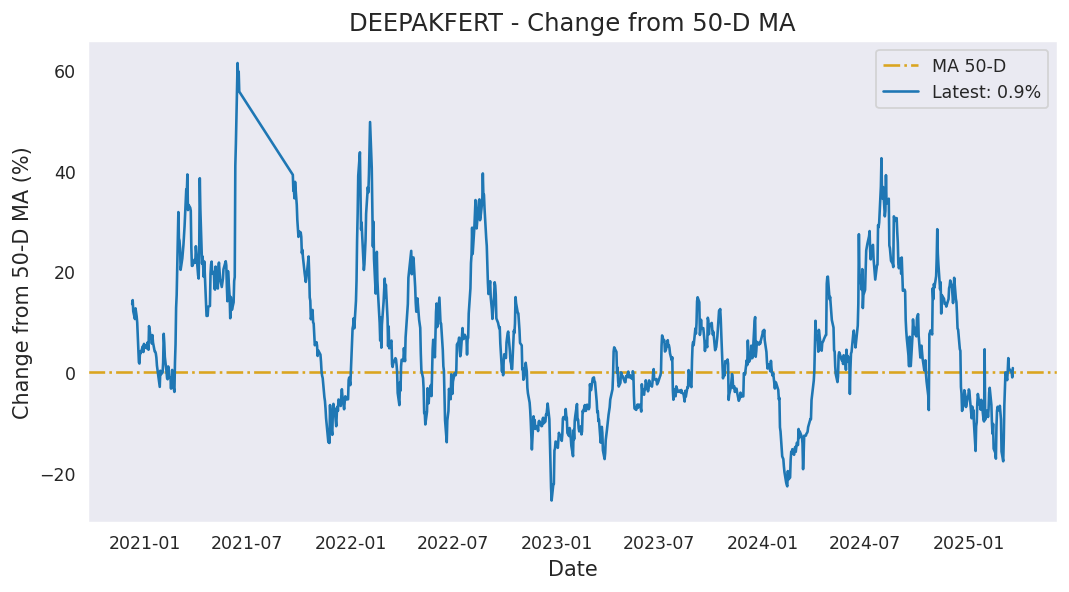 DEEPAKFERT - Change from 50-D MA
MA 50-D
Latest: 0.9%
Change from 50-D MA (%)
60
40
20
0
−20
2021-01 2021-07 2022-01 2022-07 2023-01 2023-07 2024-01 2024-07 2025-01
Date